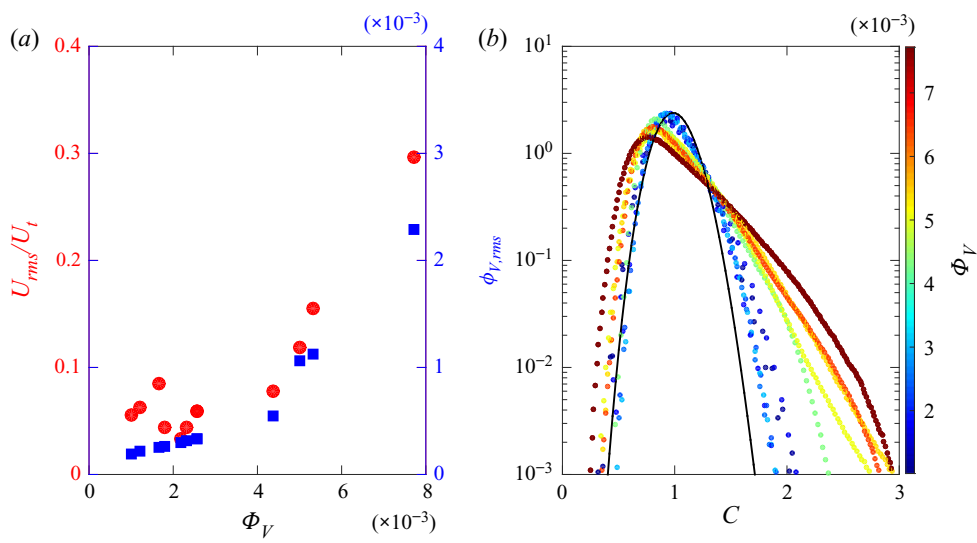 (a)
(×10⁻³)
0.4
0.3
0.2
0.1
0
U_rms/U_t
4
3
2
1
0
ϕ_V,rms
0 2 4 6 8
Φ_V
(×10⁻³)
(b)
(×10⁻³)
10¹
10⁰
10⁻¹
10⁻²
10⁻³
0 1 2 3
C
7
6
5
4
3
2
Φ_V